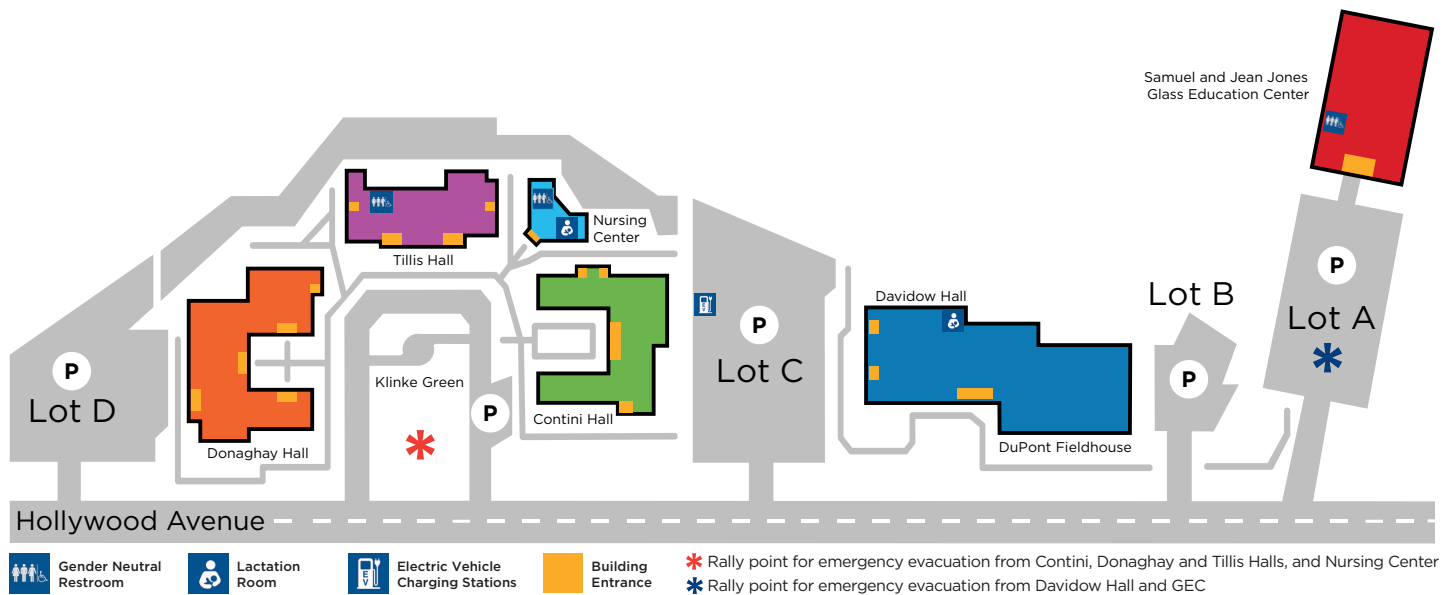 Samuel and Jean Jones
Glass Education Center
Nursing
Center
Tillis Hall
P
Lot B
Davidow Hall
P
Lot A
P
Lot C
P
Lot D
Klinke Green
P
P
Contini Hall
Donaghay Hall
DuPont Fieldhouse
Hollywood Avenue
Gender Neutral
Restroom
Lactation
Room
E
V
Electric Vehicle
Charging Stations
Building
Entrance
* Rally point for emergency evacuation from Contini, Donaghay and Tillis Halls, and Nursing Center
* Rally point for emergency evacuation from Davidow Hall and GEC